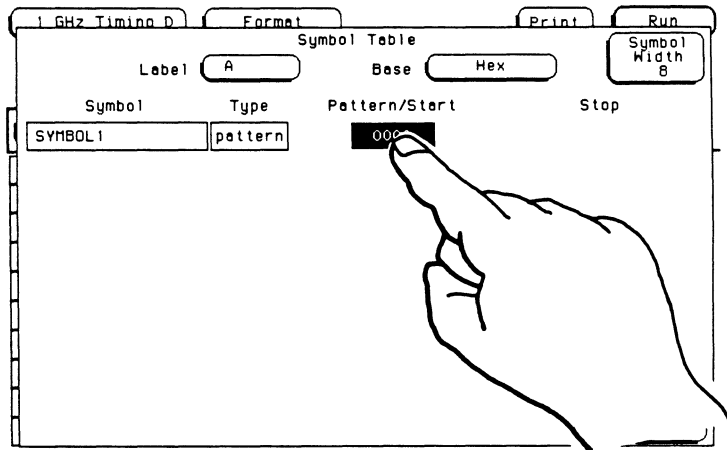 1 GHz Timing D Format Print Run
Symbol Table
Label A Base Hex Symbol Width 8
Symbol Type Pattern/Start Stop
SYMBOL1 pattern